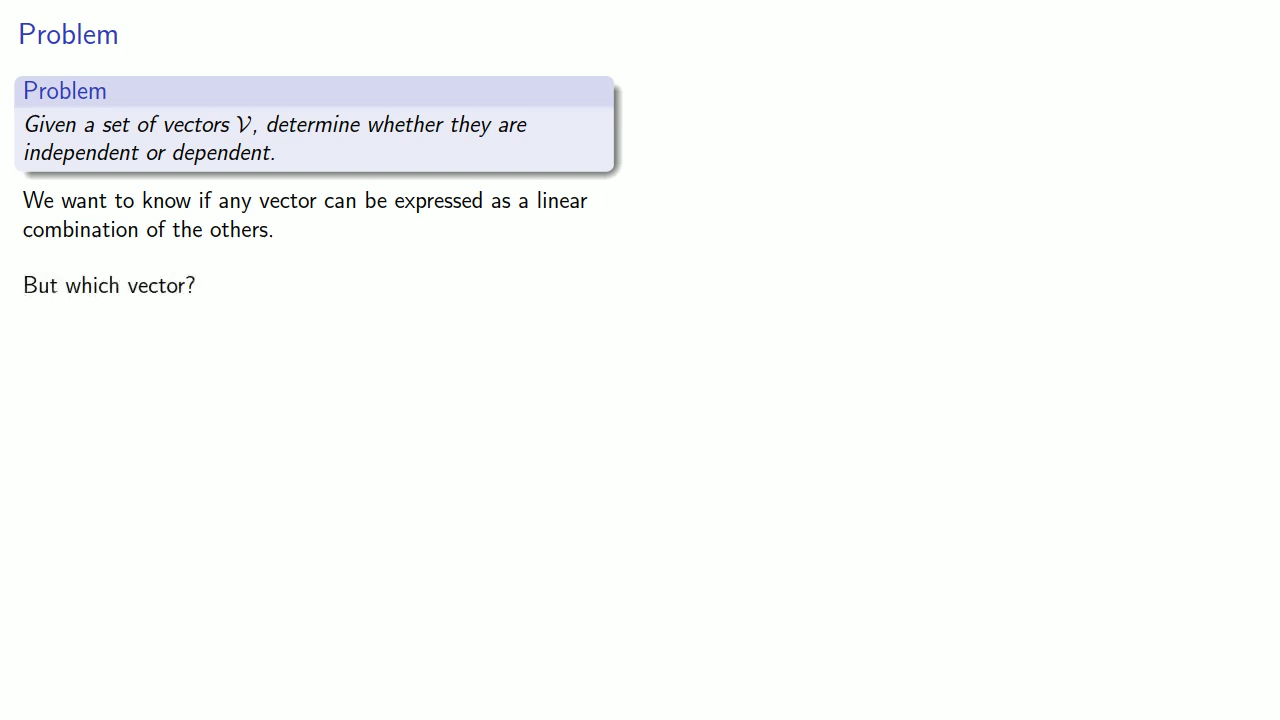 Problem
Problem
Given a set of vectors 𝒱, determine whether they are
independent or dependent.
We want to know if any vector can be expressed as a linear
combination of the others.
But which vector?